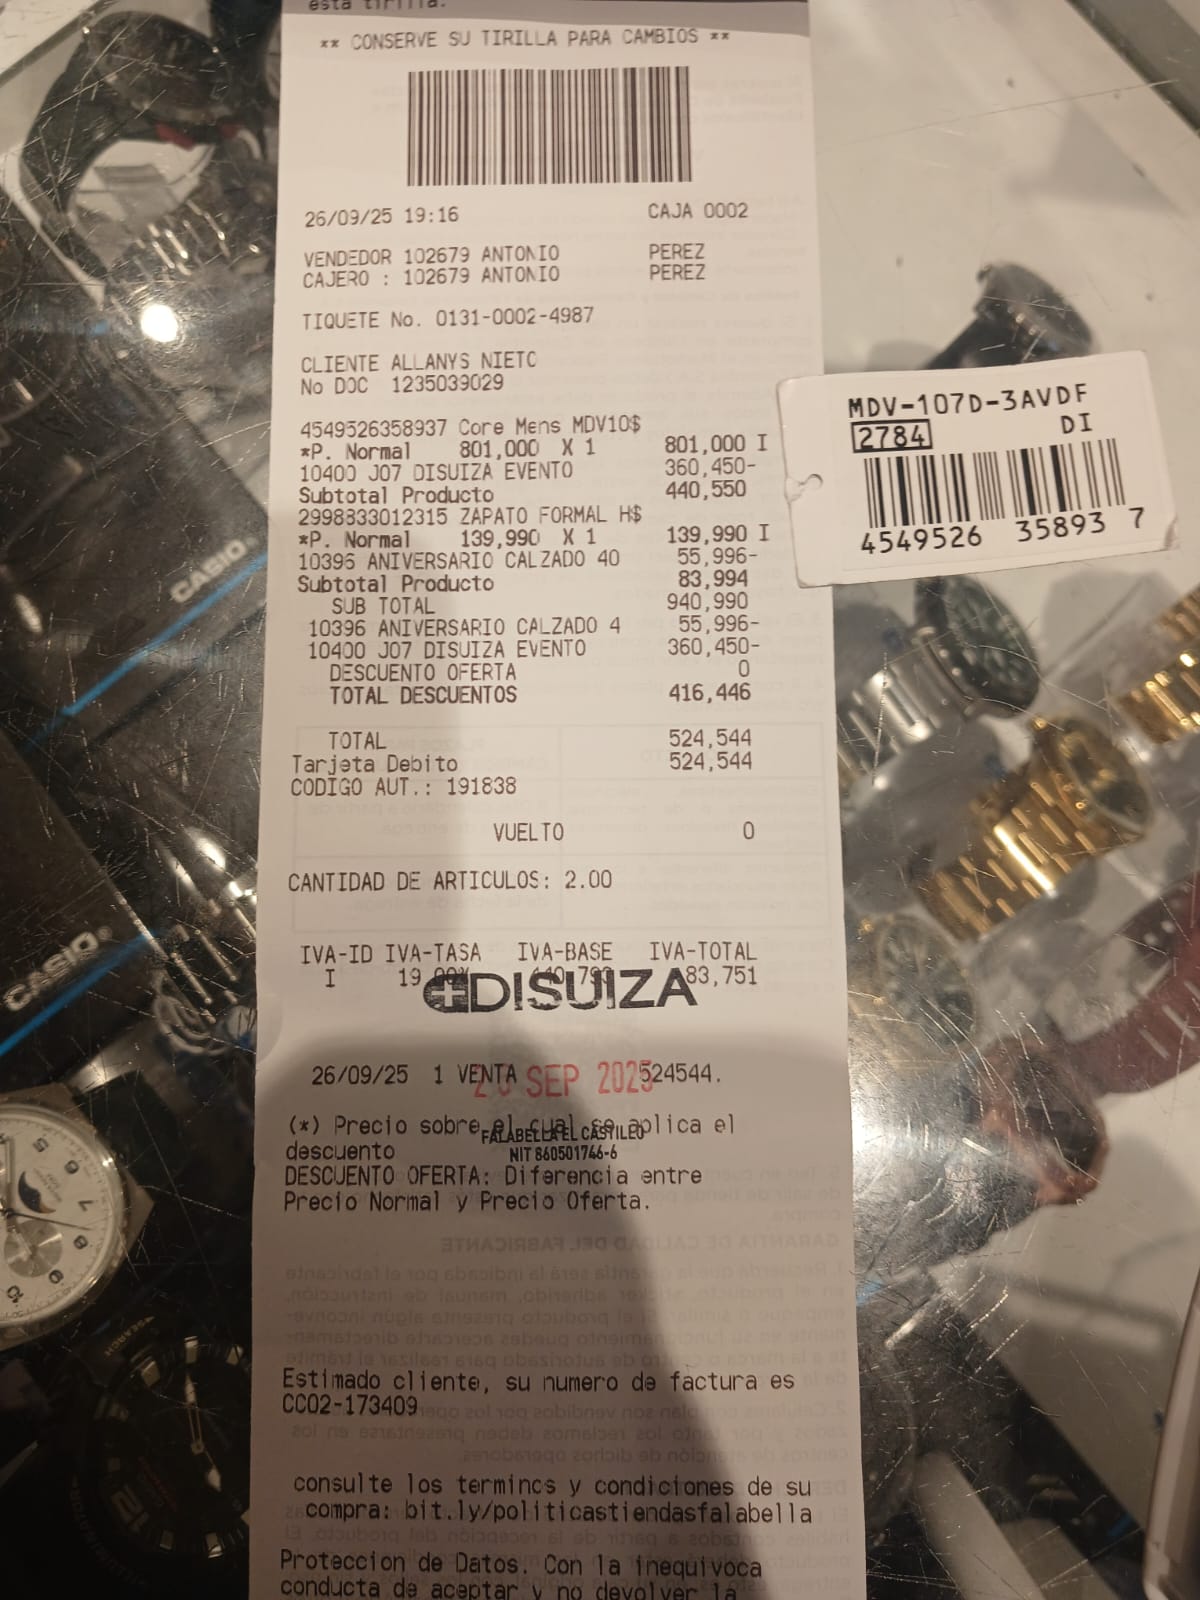 esta tirilla.
** CONSERVE SU TIRILLA PARA CAMBIOS **
26/09/25 19:16 CAJA 0002
VENDEDOR 102679 ANTONIO PEREZ
CAJERO : 102679 ANTONIO PEREZ
TIQUETE No. 0131-0002-4987
CLIENTE ALLANYS NIETO
No DOC 1235039029
4549526358937 Core Mens MDV10$
*P. Normal 801,000 X 1 801,000 I
10400 J07 DISUIZA EVENTO 360,450-
Subtotal Producto 440,550
2998833012315 ZAPATO FORMAL H$
*P. Normal 139,990 X 1 139,990 I
10396 ANIVERSARIO CALZADO 40 55,996-
Subtotal Producto 83,994
SUB TOTAL 940,990
10396 ANIVERSARIO CALZADO 4 55,996-
10400 J07 DISUIZA EVENTO 360,450-
DESCUENTO OFERTA 0
TOTAL DESCUENTOS 416,446
TOTAL 524,544
Tarjeta Debito 524,544
CODIGO AUT.: 191838
VUELTO 0
CANTIDAD DE ARTICULOS: 2.00
IVA-ID IVA-TASA IVA-BASE IVA-TOTAL
I 19 83,751
DISUIZA
26/09/25 1 VENTA 524544.
SEP 2025
(*) Precio sobre el cual se aplica el
descuento
FALABELLA EL CASTILLO
NIT 860501746-6
DESCUENTO OFERTA: Diferencia entre
Precio Normal y Precio Oferta.
Estimado cliente, su numero de factura es
CC02-173409
consulte los terminos y condiciones de su
compra: bit.ly/politicastiendasfalabella
Proteccion de Datos. Con la inequivoca
conducta de aceptar y no devolver la
MDV-107D-3AVDF
2784 DI
4549526 35893 7
CASIO
CASIO